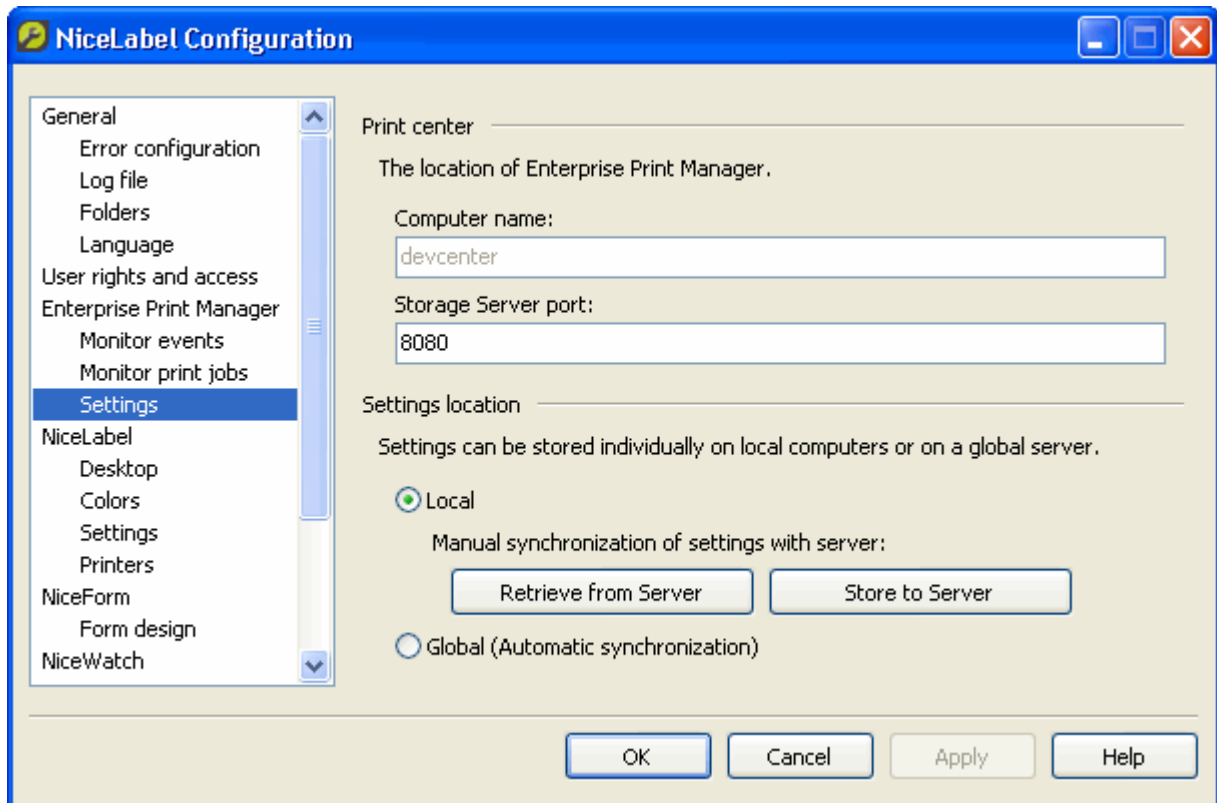 NiceLabel Configuration
General
Error configuration
Log file
Folders
Language
User rights and access
Enterprise Print Manager
Monitor events
Monitor print jobs
Settings
NiceLabel
Desktop
Colors
Settings
Printers
NiceForm
Form design
NiceWatch
Print center
The location of Enterprise Print Manager.
Computer name:
devcenter
Storage Server port:
8080
Settings location
Settings can be stored individually on local computers or on a global server.
Local
Manual synchronization of settings with server:
Retrieve from Server Store to Server
Global (Automatic synchronization)
OK Cancel Apply Help